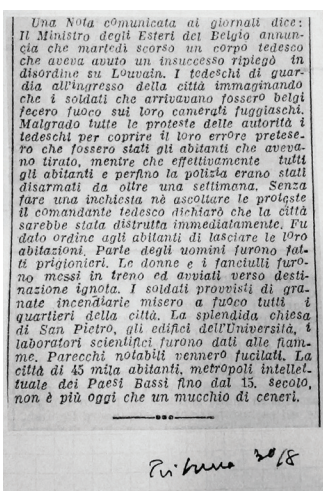 Una Nota comunicata ai giornali dice:
Il Ministro degli Esteri del Belgio annun-
cia che martedì scorso un corpo tedesco
che aveva avuto un insuccesso ripiegò in
disordine su Louvain. I tedeschi di guar-
dia all'ingresso della città immaginando
che i soldati che arrivavano fossero belgi
fecero fuoco sui loro camerati fuggiaschi.
Malgrado tutte le proteste delle autorità i
tedeschi per coprire il loro errore pretese-
ro che fossero stati gli abitanti che aveva-
no tirato, mentre che effettivamente tutti
gli abitanti e perfino la polizia erano stati
disarmati da oltre una settimana. Senza
fare una inchiesta nè ascoltare le proteste
il comandante tedesco dichiarò che la città
sarebbe stata distrutta immediatamente. Fu
dato ordine agli abitanti di lasciare le loro
abitazioni. Parte degli uomini furono fat-
ti prigionieri. Le donne e i fanciulli furo-
no messi in treno ed avviati verso desti-
nazione ignota. I soldati provvisti di gra-
nate incendiarie misero a fuoco tutti i
quartieri della città. La splendida chiesa
di San Pietro, gli edifici dell'Università, i
laboratori scientifici furono dati alle fiam-
me. Parecchi notabili vennero fucilati. La
città di 45 mila abitanti, metropoli intellet-
tuale dei Paesi Bassi fino dal 15. secolo,
non è più oggi che un mucchio di ceneri.
Tribuna 30/8